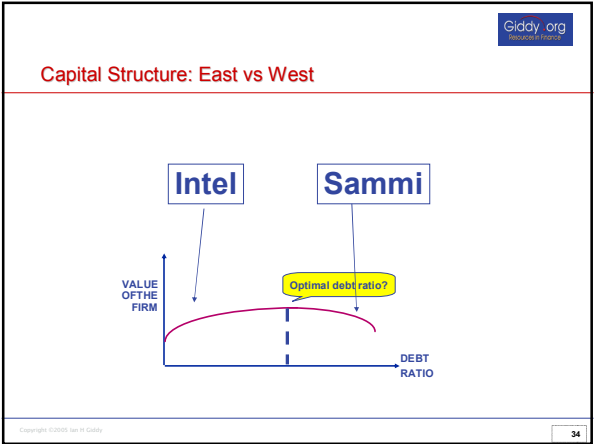 Giddy.org
Resources in Finance
Capital Structure: East vs West
Intel
Sammi
VALUE
OFTHE
FIRM
Optimal debt ratio?
DEBT
RATIO
Copyright ©2005 Ian H Giddy
34